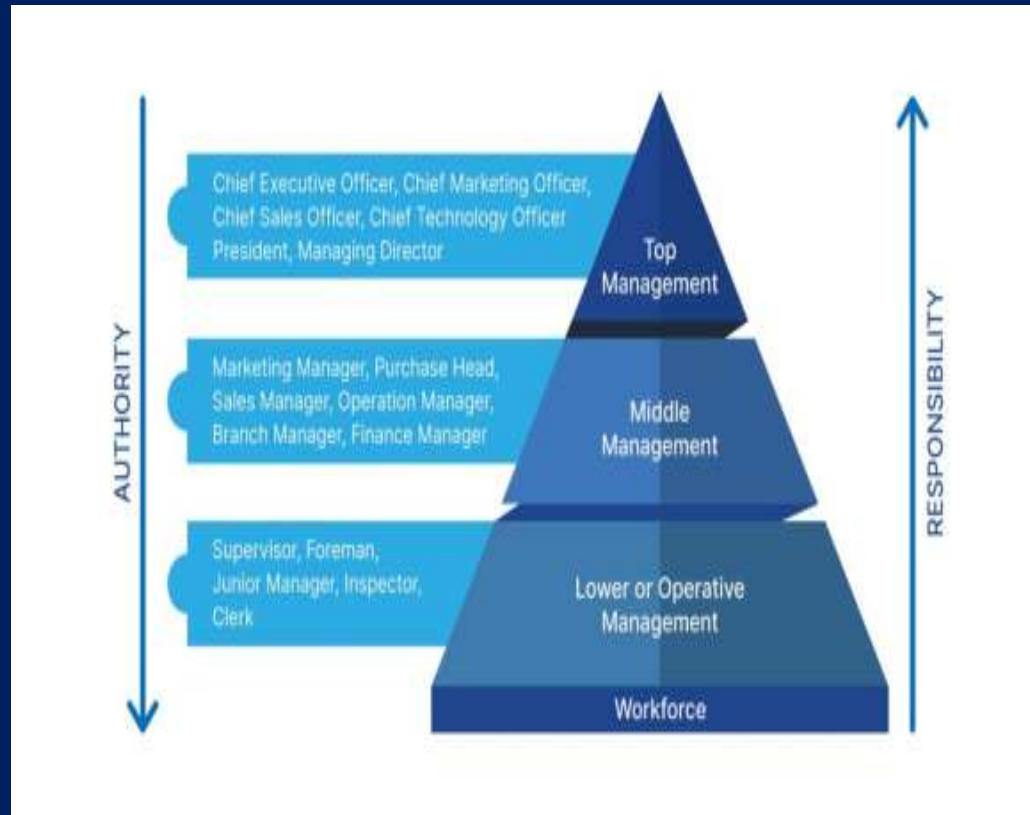 Chief Executive Officer, Chief Marketing Officer,
Chief Sales Officer, Chief Technology Officer
President, Managing Director
Top
Management
AUTHORITY
Marketing Manager, Purchase Head,
Sales Manager, Operation Manager,
Branch Manager, Finance Manager
Middle
Management
RESPONSIBILITY
Supervisor, Foreman,
Junior Manager, Inspector,
Clerk
Lower or Operative
Management
Workforce